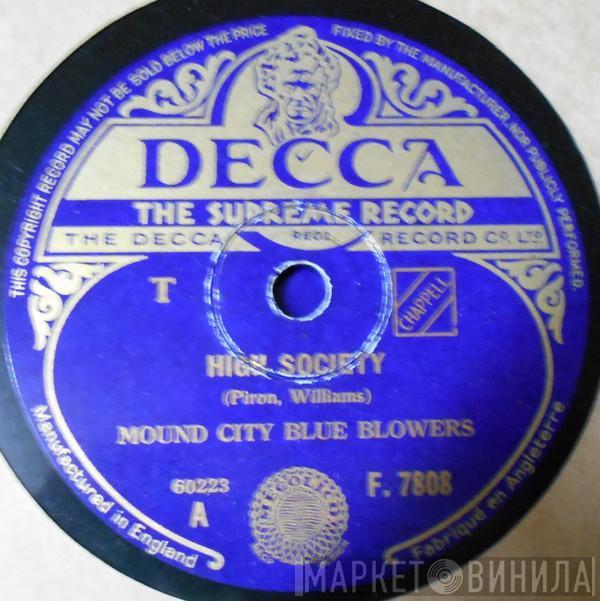 THIS COPYRIGHT RECORD MAY NOT BE SOLD BELOW THE PRICE
FIXED BY THE MANUFACTURER, NOR PUBLICLY PERFORMED.
DECCA
THE SUPREME RECORD
THE DECCA REGD. RECORD CO. LTD.
T
CHAPPELL
HIGH SOCIETY
(Piron, Williams)
MOUND CITY BLUE BLOWERS
60223
A
F. 7808
Manufactured in England
Fabriqué en Angleterre
МАРКЕТ ВИНИЛА